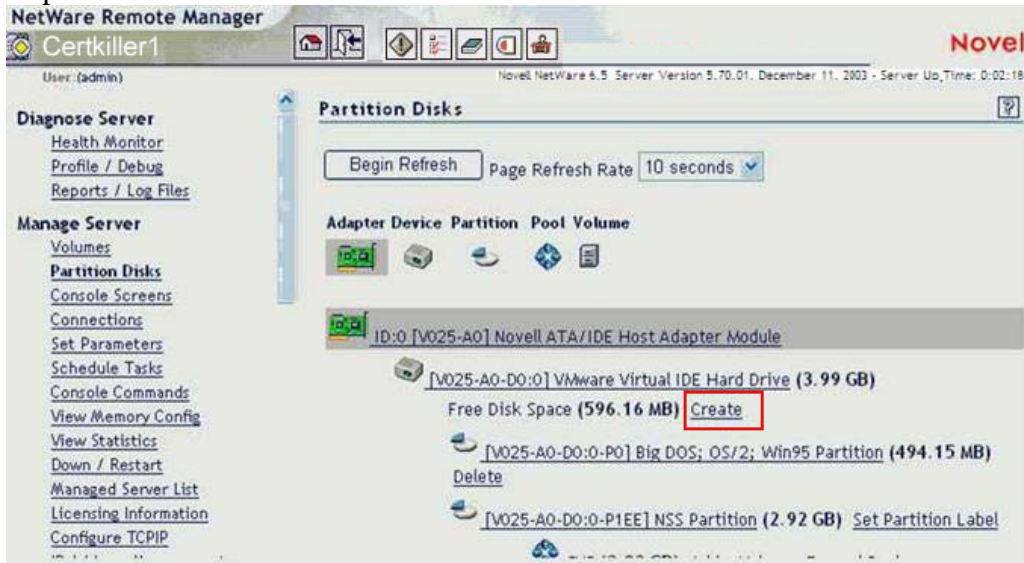 NetWare Remote Manager
Certkiller1
Novel
User:(admin)
Novell NetWare 6.5 Server Version 5.70.01. December 11, 2003 - Server Up Time: 0:02:18
Diagnose Server
Health Monitor
Profile / Debug
Reports / Log Files
Manage Server
Volumes
Partition Disks
Console Screens
Connections
Set Parameters
Schedule Tasks
Console Commands
View Memory Config
View Statistics
Down / Restart
Managed Server List
Licensing Information
Configure TCPIP
Partition Disks
?
Begin Refresh Page Refresh Rate 10 seconds
Adapter Device Partition Pool Volume
ID:0 [V025-A0] Novell ATA/IDE Host Adapter Module
[V025-A0-D0:0] VMware Virtual IDE Hard Drive (3.99 GB)
Free Disk Space (596.16 MB) Create
[V025-A0-D0:0-P0] Big DOS; OS/2; Win95 Partition (494.15 MB)
Delete
[V025-A0-D0:0-P1EE] NSS Partition (2.92 GB) Set Partition Label